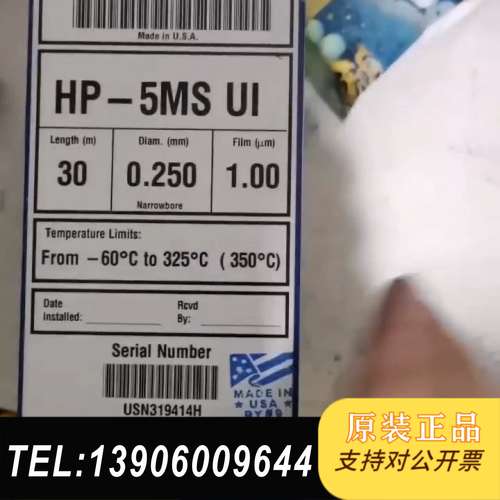 Made in U.S.A.
HP-5MS UI
Length (m) Diam. (mm) Film (μm)
30 0.250 1.00
Narrowbore
Temperature Limits:
From -60°C to 325°C (350°C)
Date Installed: Rcvd By:
Serial Number
USN319414H
MADE IN
USA
原装正品
支持对公开票
TEL:13906009644